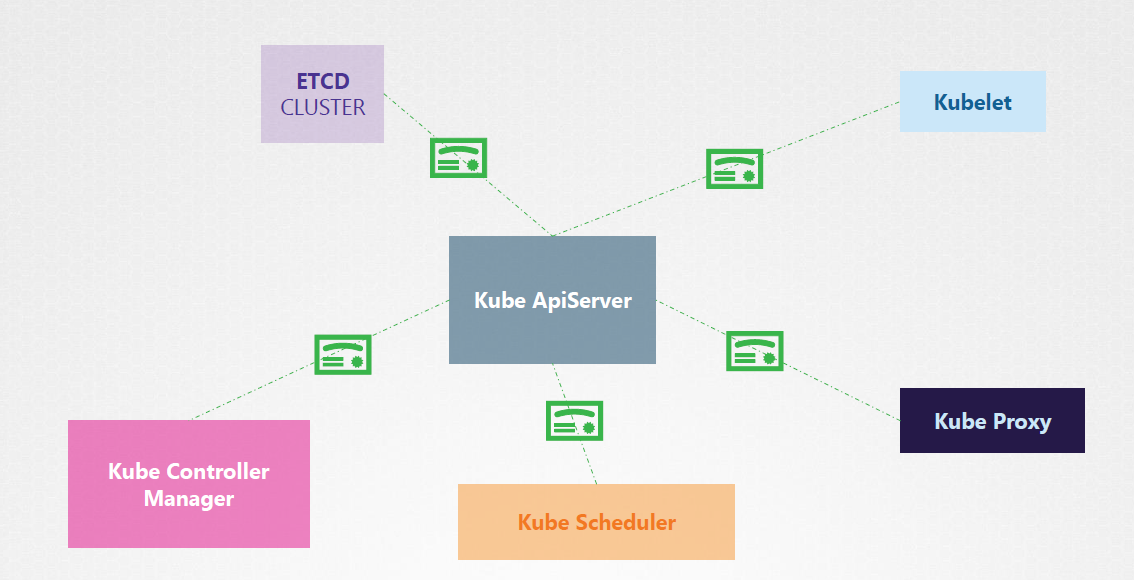 ETCD
CLUSTER
Kubelet
Kube ApiServer
Kube Proxy
Kube Controller
Manager
Kube Scheduler